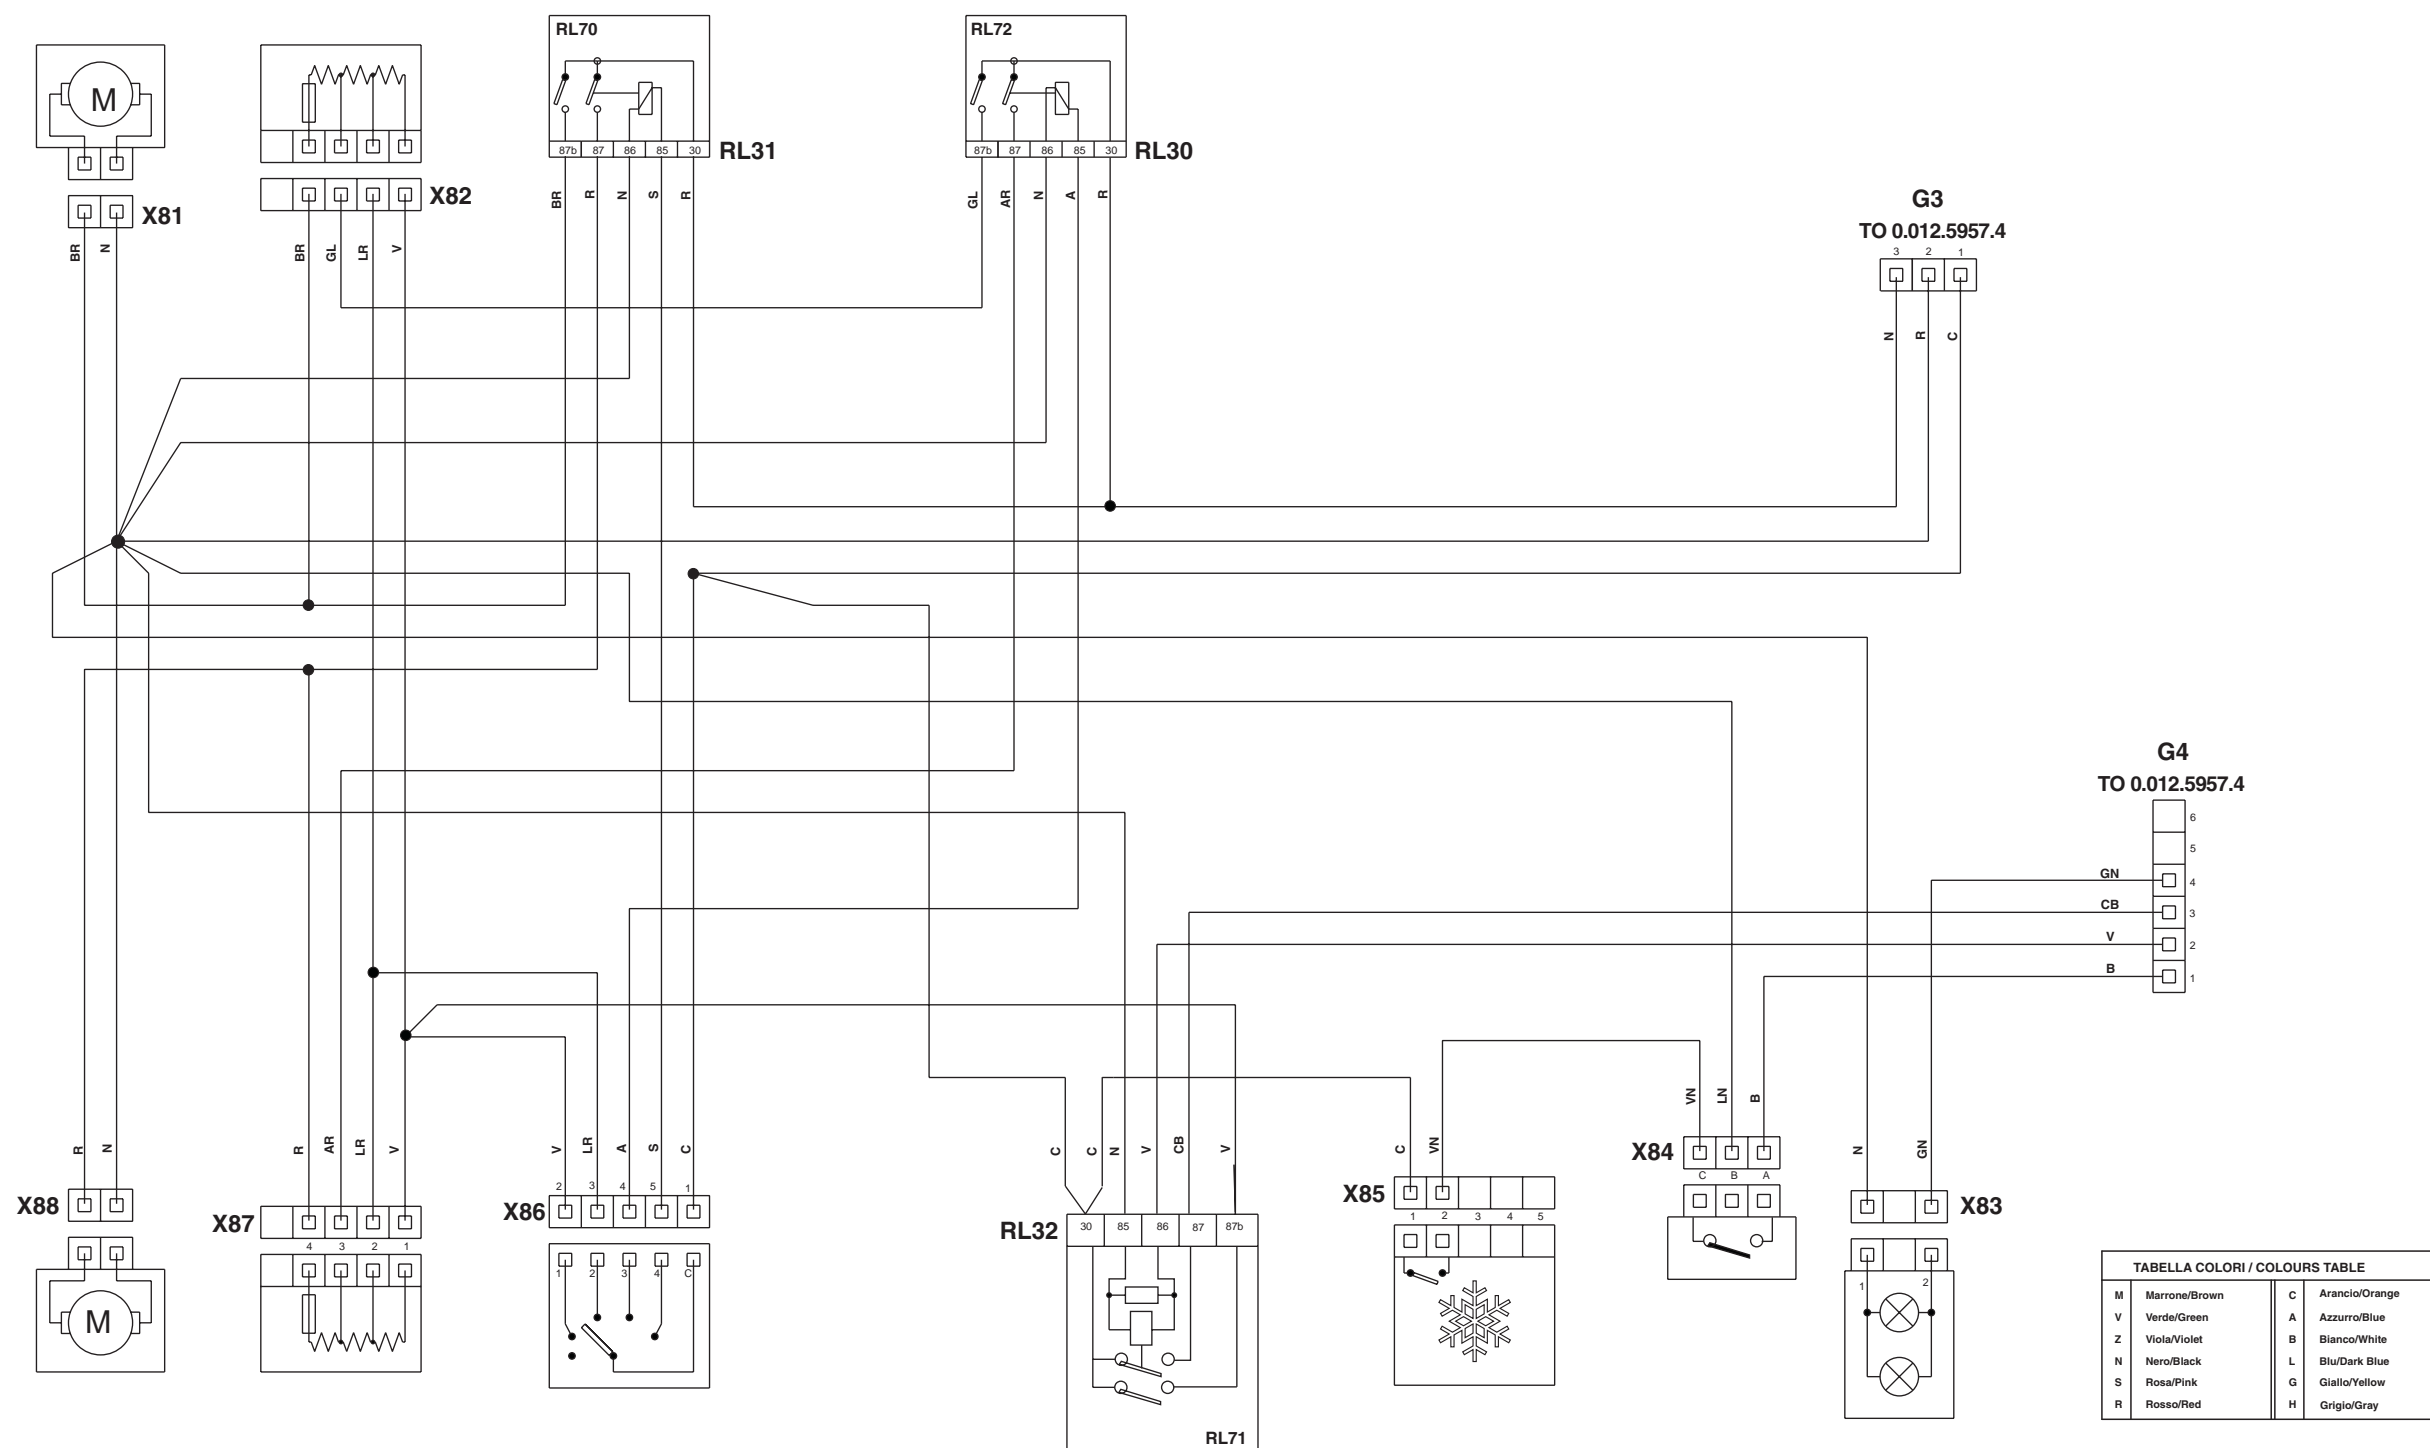 RL70
RL72
M
87b 87 86 85 30
RL31
87b 87 86 85 30
RL30
X82
X81
BR R N S R
GL AR N A R
G3
TO 0.012.5957.4
3 2 1
BR N
BR GL LR V
N R C
G4
TO 0.012.5957.4
6
5
GN 4
CB 3
V 2
B 1
R N
R AR LR V
V LR A S C
C C N V CB V
C VN
VN LN B
N GN
X88
X87
4 3 2 1
X86
2 3 4 5 1
1 2 3 4 C
RL32
30 85 86 87 87b
X85
1 2 3 4 5
X84
C B A
X83
1 2
M
RL71
TABELLA COLORI / COLOURS TABLE
M Marrone/Brown C Arancio/Orange
V Verde/Green A Azzurro/Blue
Z Viola/Violet B Bianco/White
N Nero/Black L Blu/Dark Blue
S Rosa/Pink G Giallo/Yellow
R Rosso/Red H Grigio/Gray